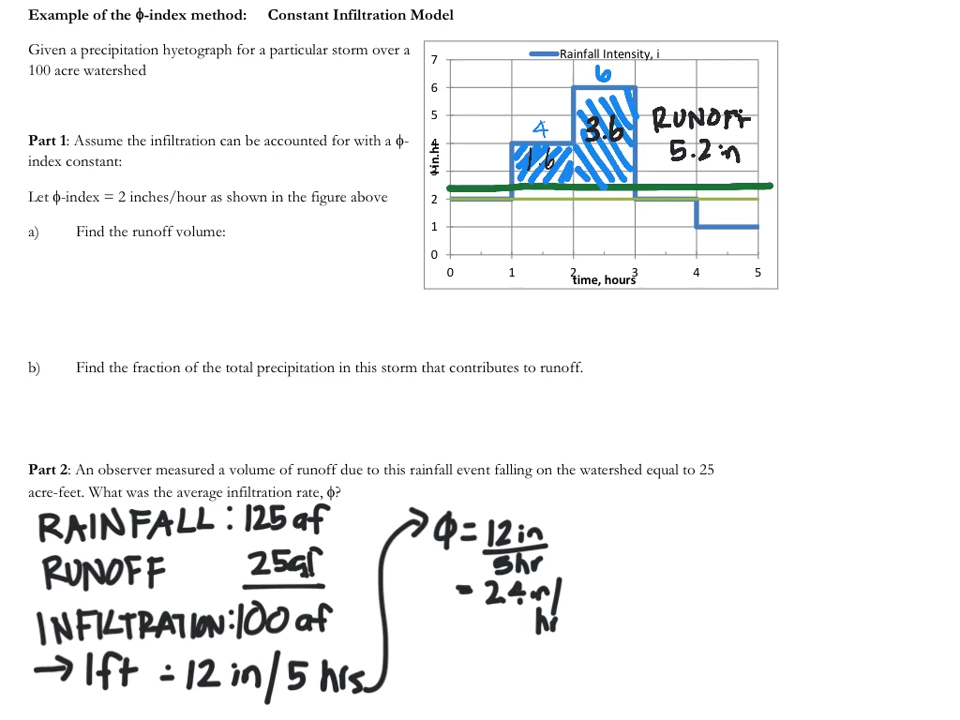 Example of the ϕ-index method: Constant Infiltration Model
Given a precipitation hyetograph for a particular storm over a
100 acre watershed
Part 1: Assume the infiltration can be accounted for with a ϕ-
index constant:
Let ϕ-index = 2 inches/hour as shown in the figure above
a) Find the runoff volume:
Rainfall Intensity, i
7
6
5
4
3
2
1
0
i in.hr
0 1 2 3 4 5
time, hours
6
4
3.6
1.6
RUNOFF
5.2 in
b) Find the fraction of the total precipitation in this storm that contributes to runoff.
Part 2: An observer measured a volume of runoff due to this rainfall event falling on the watershed equal to 25
acre-feet. What was the average infiltration rate, ϕ?
RAINFALL: 125 af
RUNOFF 25af
INFILTRATION: 100 af
→ 1ft = 12 in/5 hrs
→ ϕ = 12 in
5hr
= 2.4 in/
hr